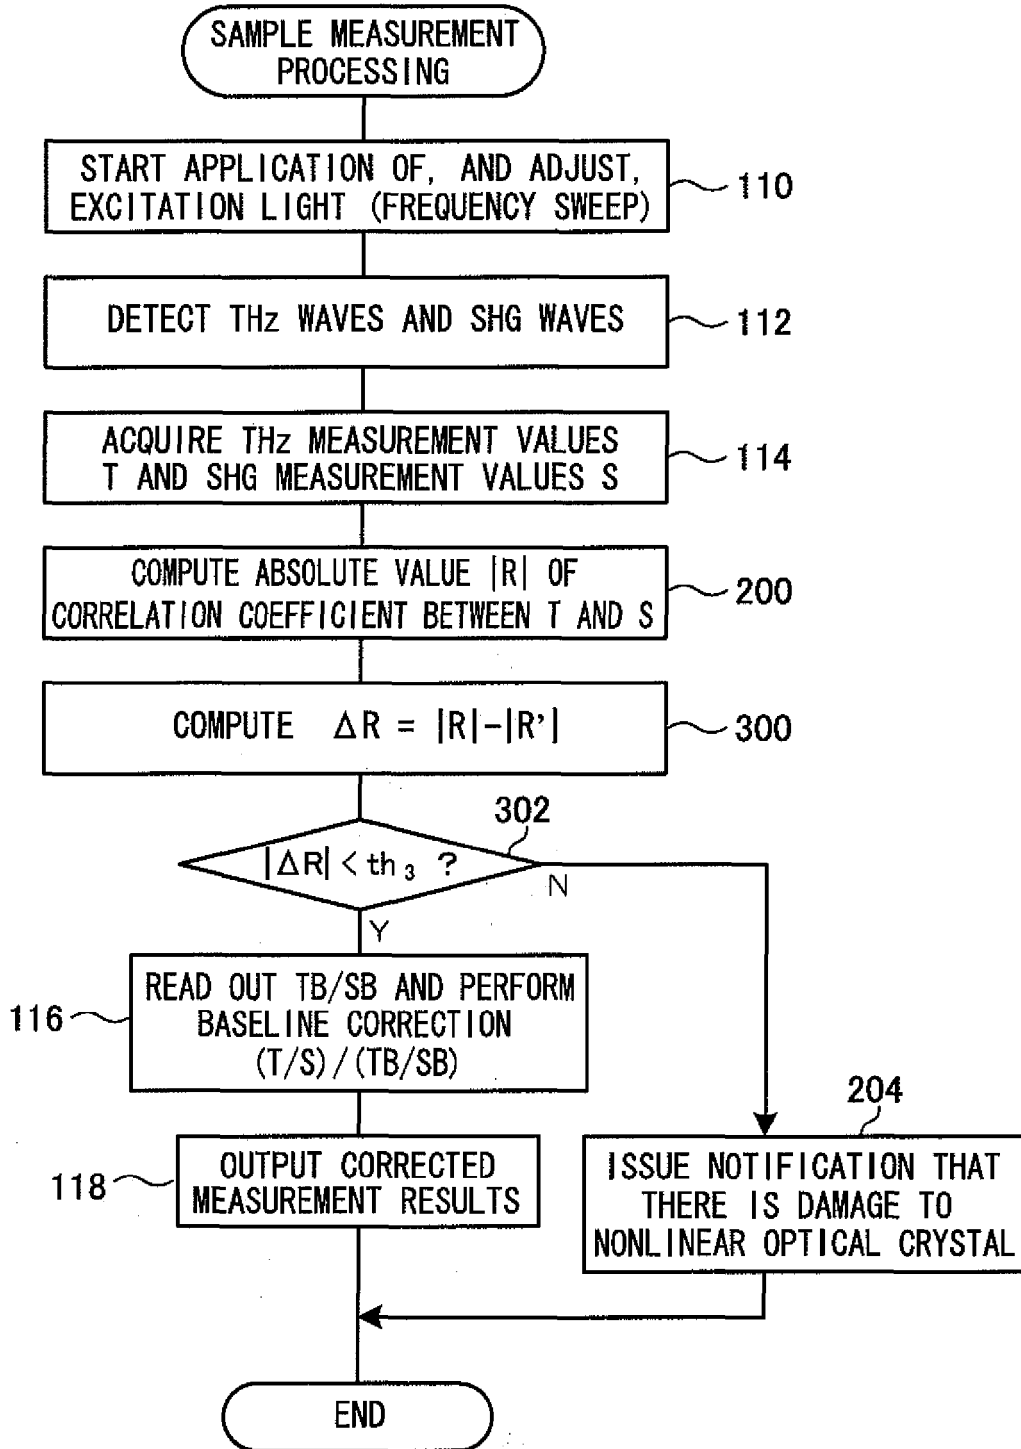 SAMPLE MEASUREMENT
PROCESSING
START APPLICATION OF, AND ADJUST,
EXCITATION LIGHT (FREQUENCY SWEEP)
110
DETECT THz WAVES AND SHG WAVES
112
ACQUIRE THz MEASUREMENT VALUES
T AND SHG MEASUREMENT VALUES S
114
COMPUTE ABSOLUTE VALUE |R| OF
CORRELATION COEFFICIENT BETWEEN T AND S
200
COMPUTE ΔR = |R|-|R'|
300
302
|ΔR| < th₃ ?
N
Y
READ OUT TB/SB AND PERFORM
BASELINE CORRECTION
(T/S)/(TB/SB)
116
204
OUTPUT CORRECTED
MEASUREMENT RESULTS
118
ISSUE NOTIFICATION THAT
THERE IS DAMAGE TO
NONLINEAR OPTICAL CRYSTAL
END